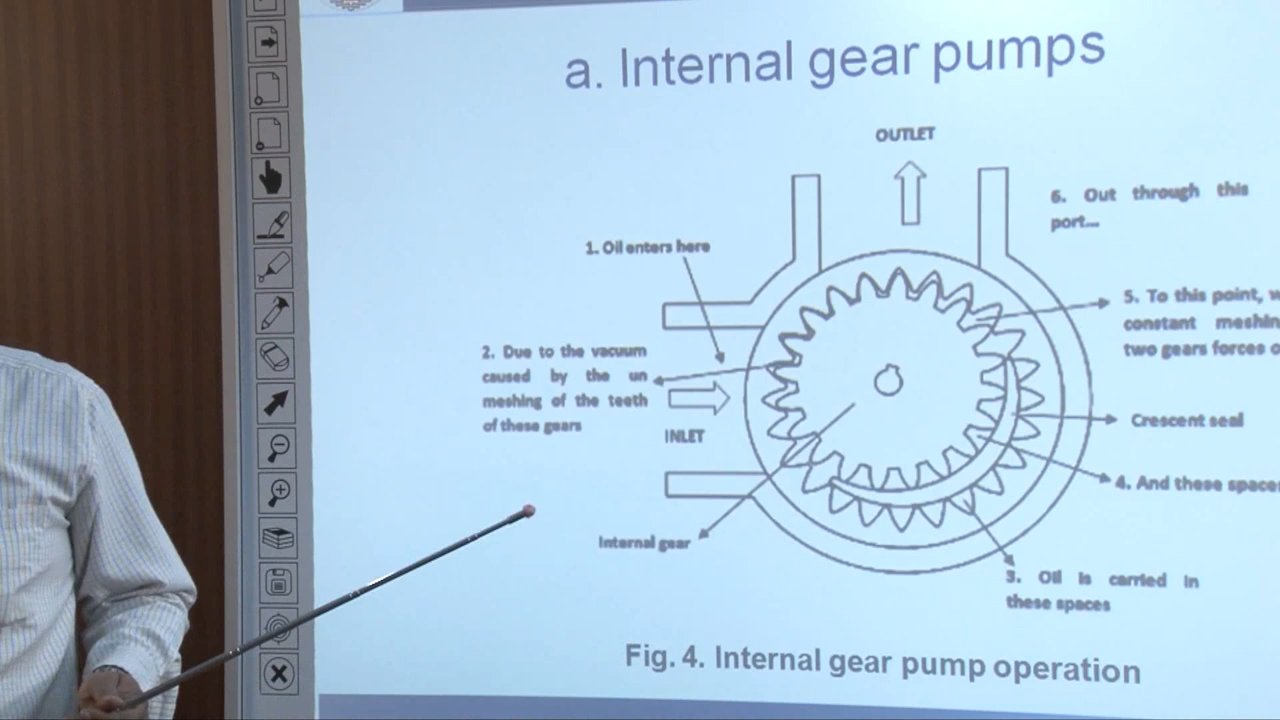 a. Internal gear pumps
OUTLET
6. Out through this
port...
1. Oil enters here
5. To this point,
constant
two gears forces
2. Due to the vacuum
caused by the un
meshing of the teeth
of these gears
INLET
Crescent seal
4. And these
Internal gear
3. Oil is carried in
these spaces
Fig. 4. Internal gear pump operation